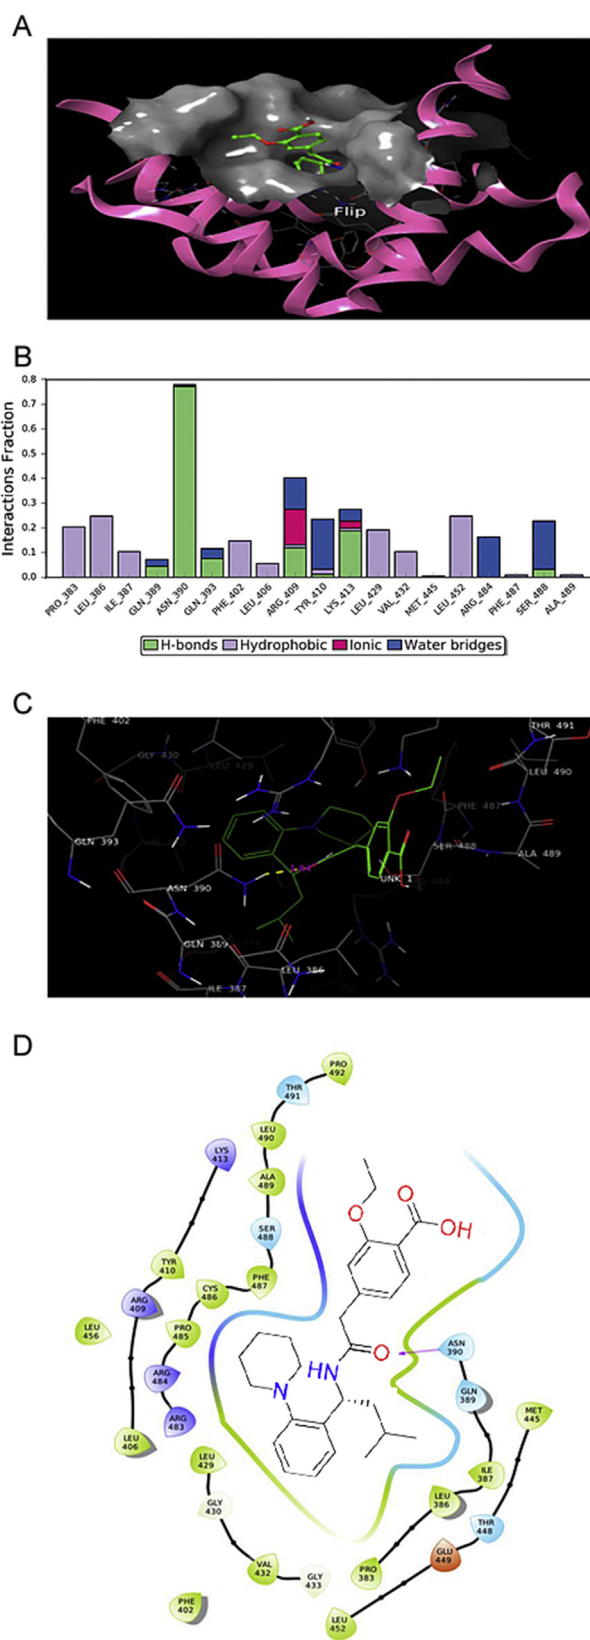 A
Flip
B
Interactions Fraction
0.8
0.7
0.6
0.5
0.4
0.3
0.2
0.1
0.0
PRO_383
LEU_386
ILE_387
GLN_389
ASN_390
GLN_393
PHE_402
LEU_406
ARG_409
TYR_410
LYS_413
LEU_429
VAL_432
MET_445
LEU_452
ARG_484
PHE_487
SER_488
ALA_489
H-bonds Hydrophobic Ionic Water bridges
C
PHE 402
THR 491
GLY 430
LEU 429
LEU 490
PHE 487
GLN 393
SER 488
ALA 489
UNK 1
ASN 390
GLN 389
LEU 386
ILE 387
D
PRO
492
THR
491
LEU
490
LYS
413
ALA
489
SER
488
TYR
410
PHE
487
CYS
486
ARG
409
LEU
456
PRO
485
ARG
484
ARG
483
LEU
406
O
O
OH
O
HN
N
ASN
390
GLN
389
MET
445
LEU
429
GLY
430
ILE
387
LEU
386
THR
448
GLU
449
VAL
432
GLY
433
PRO
383
PHE
402
LEU
452